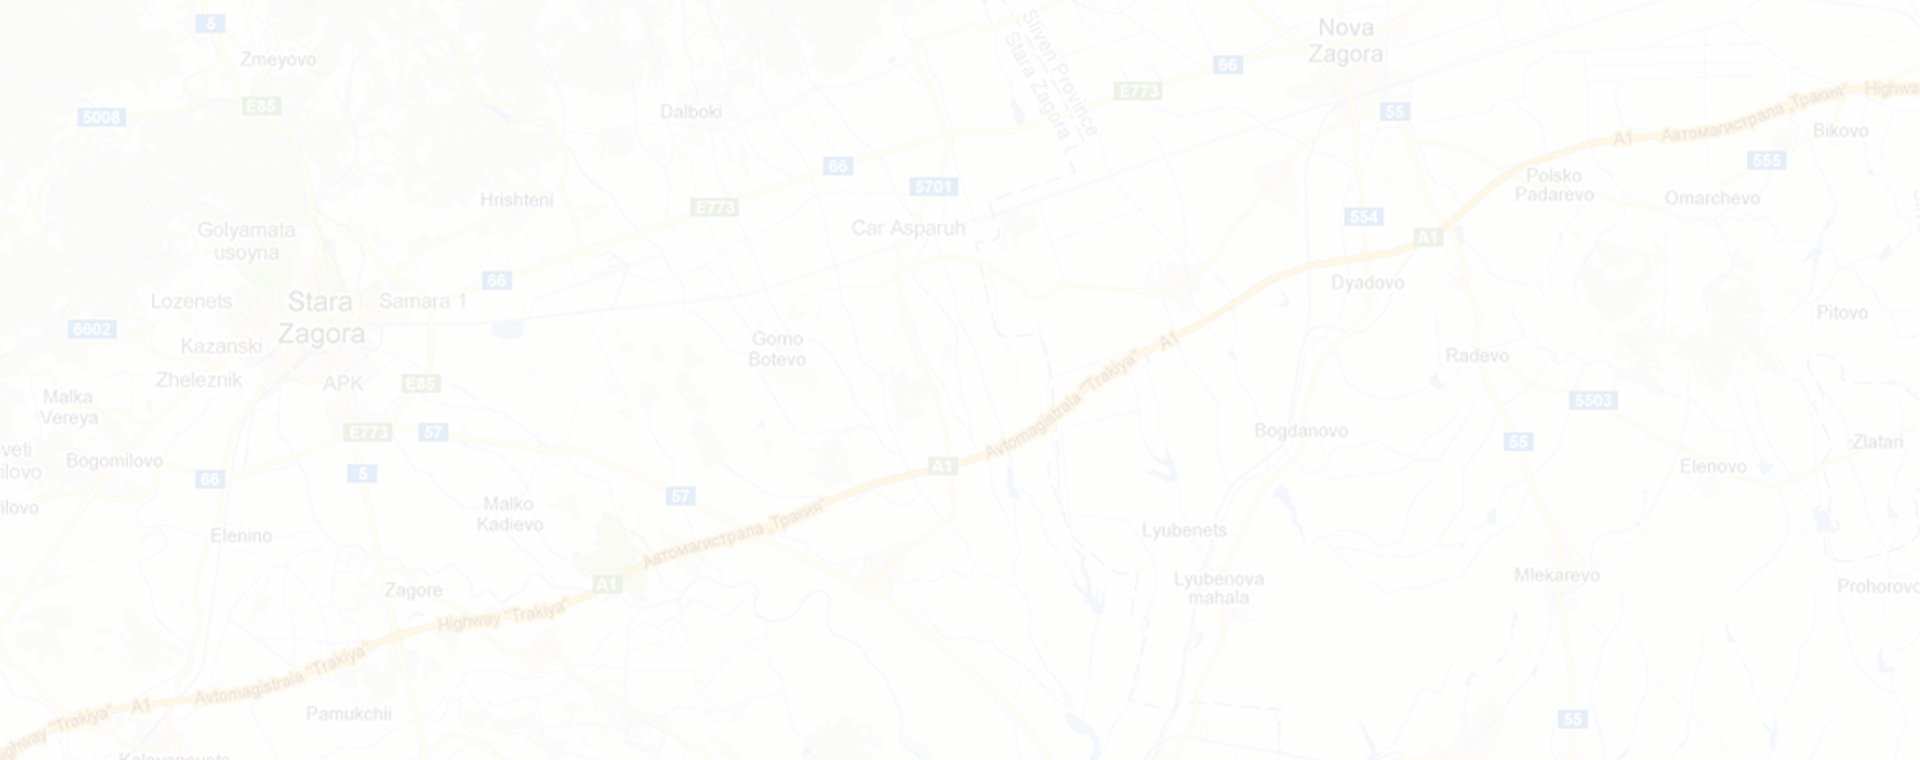 5
Zmeyovo
E85
5008
Dalboki
Sliven Province
Stara Zagora
Nova
Zagora
66
E773
55
Highwa
Автомагистрала „Тракия“
A1
Bikovo
555
66
5701
Polsko
Padarevo
Omarchevo
Hrishteni
E773
554
Car Asparuh
Golyamata
usoyna
A1
66
Dyadovo
Lozenets
Stara
Zagora
Samara 1
Pitovo
6602
Kazanski
Gorno
Botevo
A1
Radevo
Zheleznik
APK
E85
Avtomagistrala "Trakiya"
5503
Malka
Vereya
E773
57
Bogdanovo
55
Zlatari
veti
ilovo
Bogomilovo
66
5
A1
Elenovo
57
ilovo
Malko
Kadievo
Автомагистрала „Тракия“
Lyubenets
Elenino
A1
Zagore
Lyubenova
mahala
Mlekarevo
Prohorovo
Highway "Trakiya"
Avtomagistrala "Trakiya"
A1
Highway "Trakiya"
Pamukchii
55
Kaloyanovets